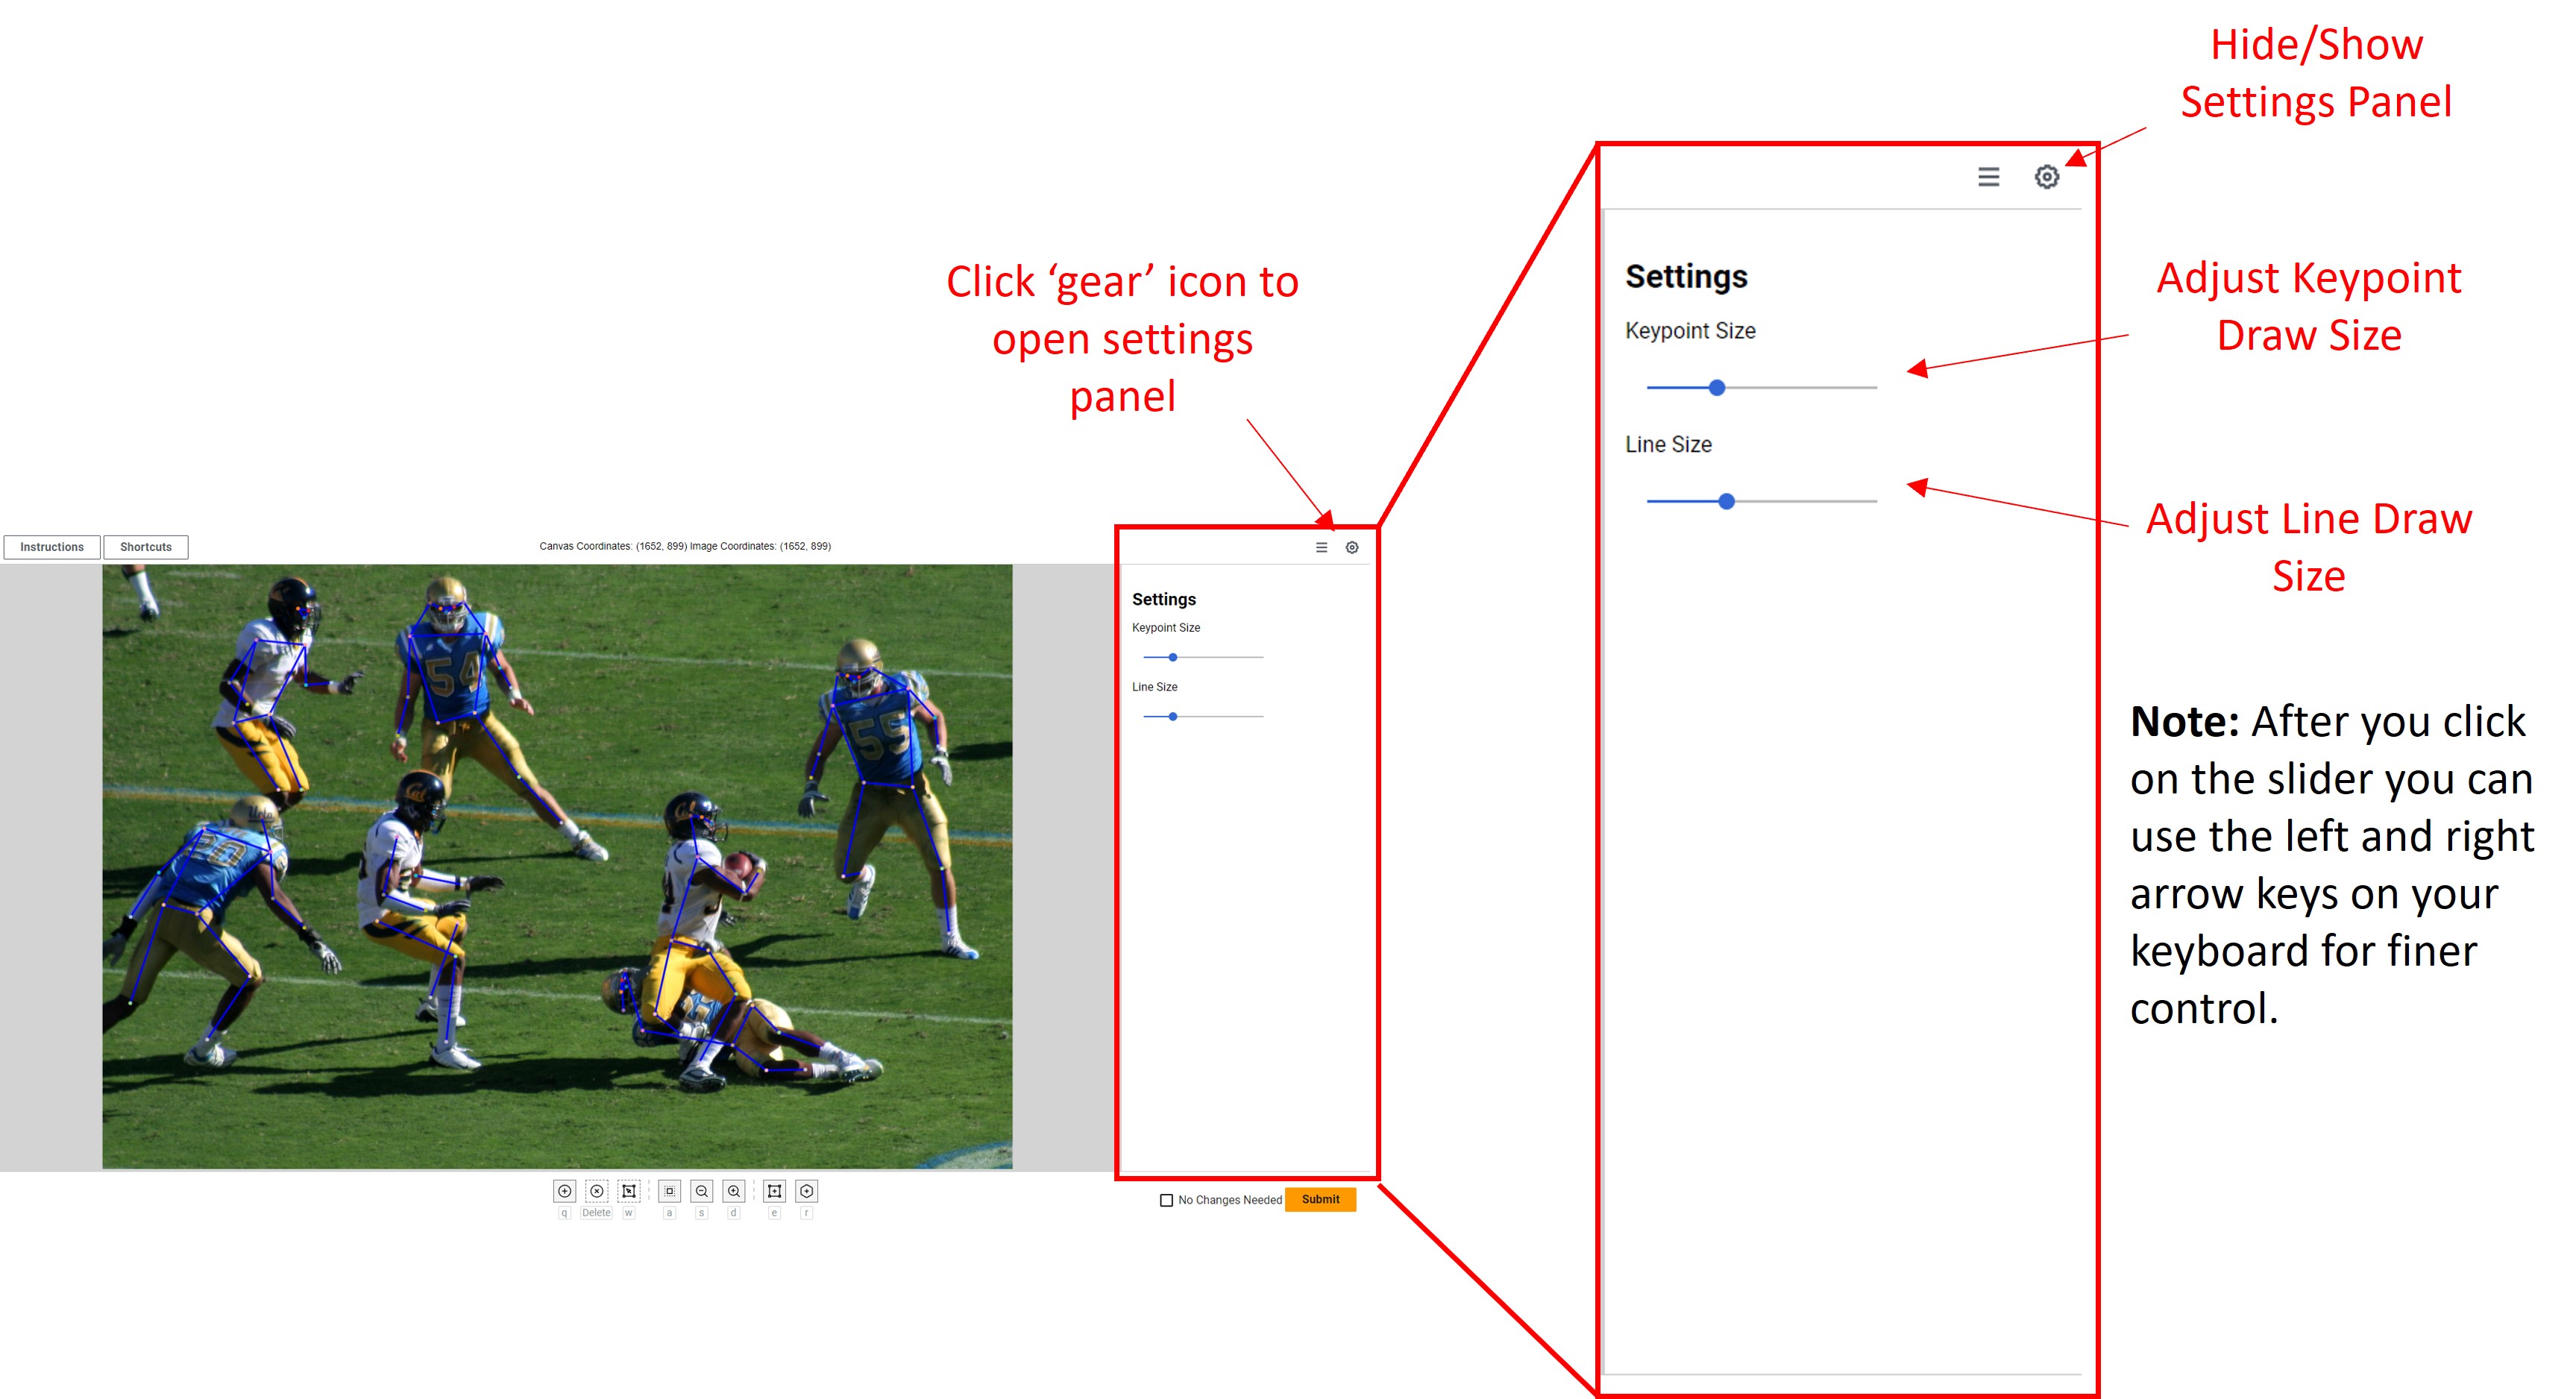 Hide/Show
Settings Panel
Click ‘gear’ icon to
open settings
panel
Settings
Keypoint Size
Line Size
Adjust Keypoint
Draw Size
Adjust Line Draw
Size
Note: After you click
on the slider you can
use the left and right
arrow keys on your
keyboard for finer
control.
Instructions
Shortcuts
Canvas Coordinates: (1652, 899) Image Coordinates: (1652, 899)
Settings
Keypoint Size
Line Size
54
55
Cal
Ucla
Cal
q
Delete
w
a
s
d
e
r
No Changes Needed
Submit